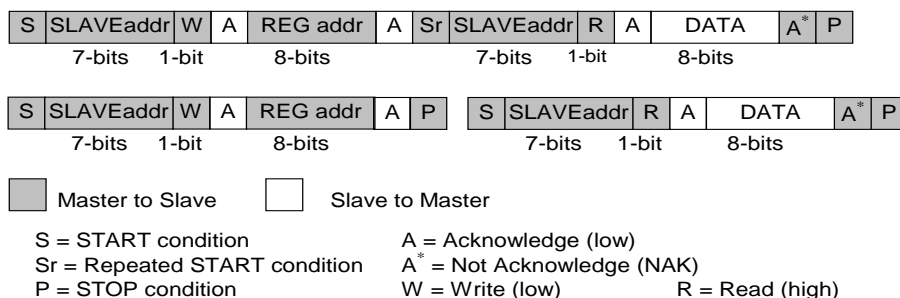 S SLAVEaddr W A REG addr A Sr SLAVEaddr R A DATA A* P
7-bits 1-bit 8-bits 7-bits 1-bit 8-bits
S SLAVEaddr W A REG addr A P S SLAVEaddr R A DATA A* P
7-bits 1-bit 8-bits 7-bits 1-bit 8-bits
Master to Slave Slave to Master
S = START condition A = Acknowledge (low)
Sr = Repeated START condition A* = Not Acknowledge (NAK)
P = STOP condition W = Write (low) R = Read (high)